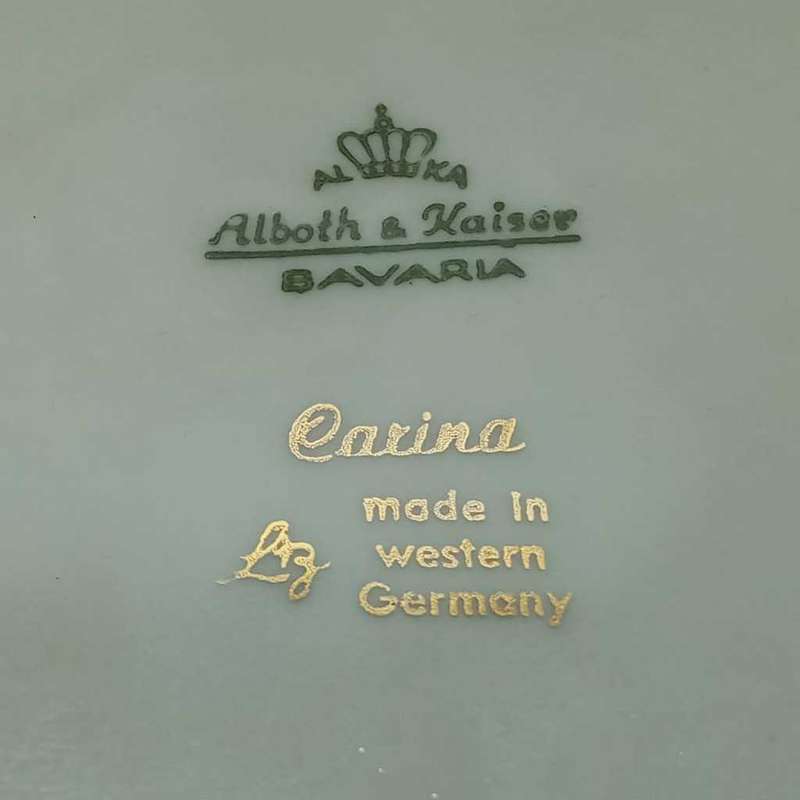 AL KA
Alboth & Kaiser
BAVARIA
Carina
made in
western
Germany